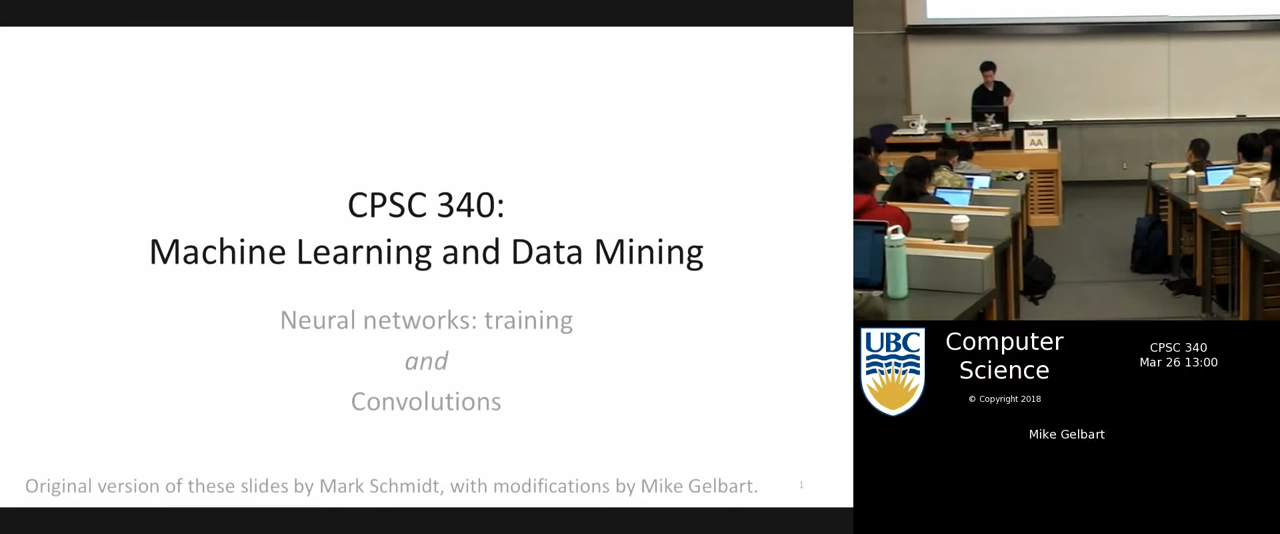 CPSC 340:
Machine Learning and Data Mining
Neural networks: training
and
Convolutions
Original version of these slides by Mark Schmidt, with modifications by Mike Gelbart.
1
AA
UBC
Computer
Science
© Copyright 2018
CPSC 340
Mar 26 13:00
Mike Gelbart